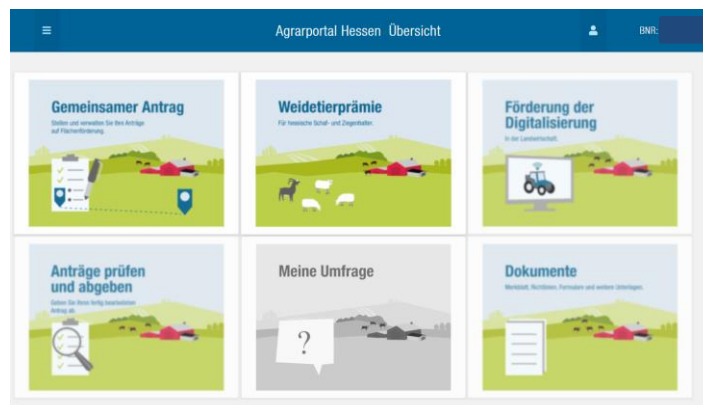 Agrarportal Hessen Übersicht
BNR:
Gemeinsamer Antrag
Stellen und verwalten Sie Ihre Anträge
auf Flächenförderung.
Weidetierprämie
Für hessische Schaf- und Ziegenhalter.
Förderung der
Digitalisierung
in der Landwirtschaft.
Anträge prüfen
und abgeben
Geben Sie Ihren fertig bearbeiteten
Antrag ab.
Meine Umfrage
?
Dokumente
Merkblatt, Richtlinien, Formulare und weitere Unterlagen.